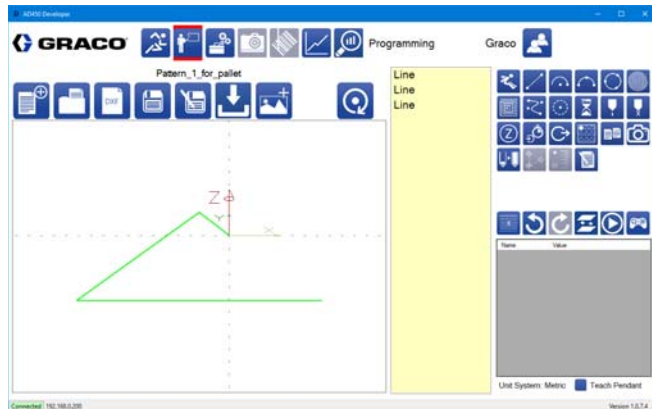 AD450 Developer
GRACO
Programming
Graco
Pattern_1_for_pallet
DXF
Line
Line
Line
Z
Y
X
Z
Name Value
Unit System: Metric Teach Pendant
Connected 192.168.0.200
Version 1.0.7.4